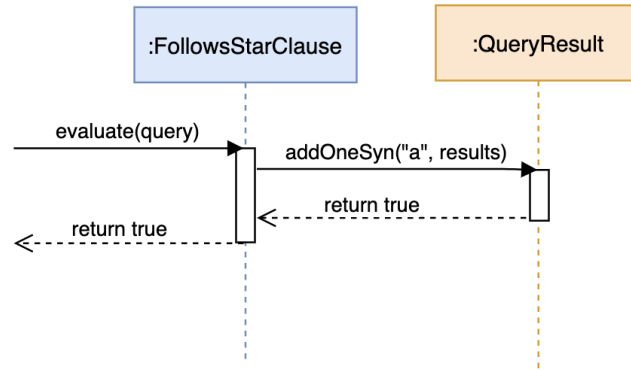 :FollowsStarClause
:QueryResult
evaluate(query)
addOneSyn("a", results)
return true
return true